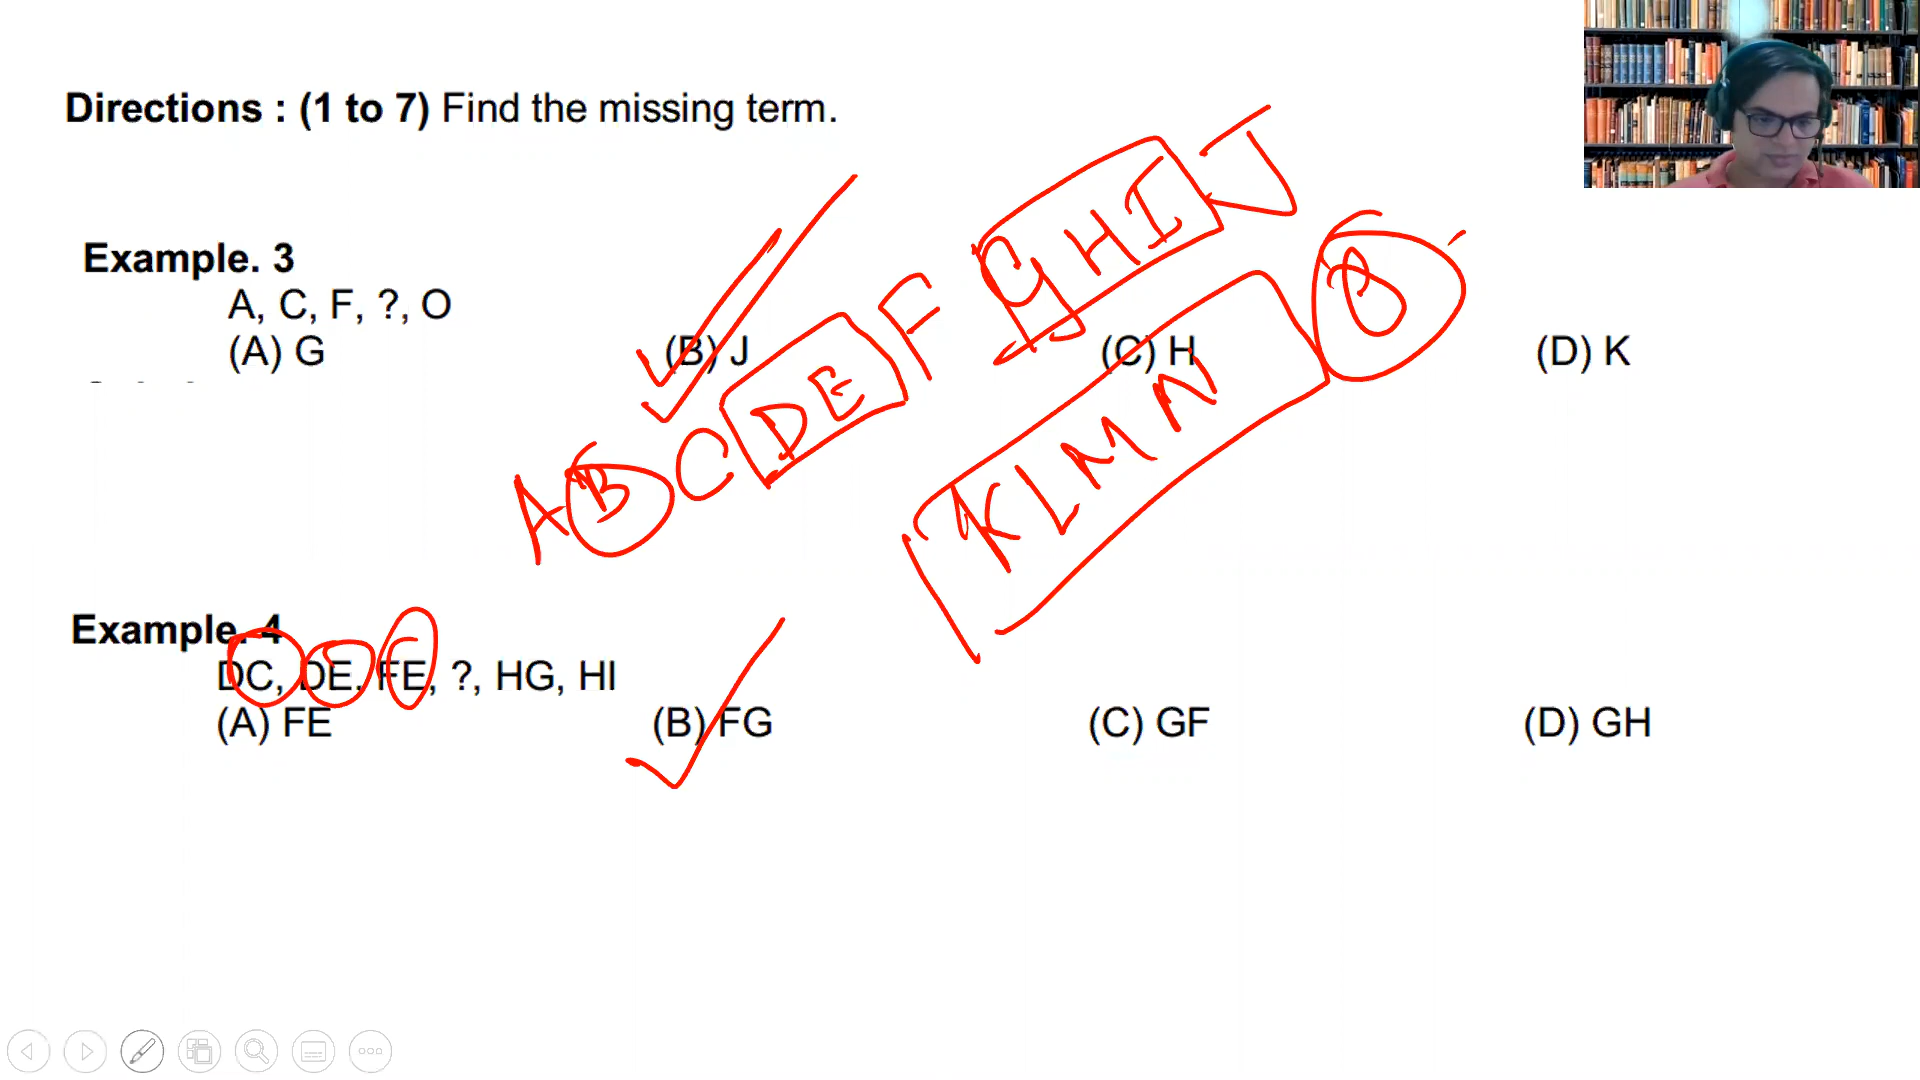 Directions : (1 to 7) Find the missing term.
Example. 3
A, C, F, ?, O
(A) G (B) J (C) H (D) K
A B C D E F G H I J
K L M N O
Example. 4
DC, DE, FE, ?, HG, HI
(A) FE (B) FG (C) GF (D) GH